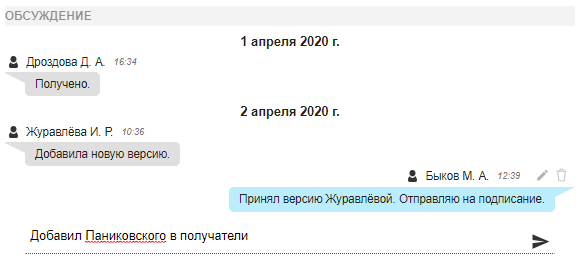 ОБСУЖДЕНИЕ
1 апреля 2020 г.
Дроздова Д. А. 16:34
Получено.
2 апреля 2020 г.
Журавлёва И. Р. 10:36
Добавила новую версию.
Быков М. А. 12:39
Принял версию Журавлёвой. Отправляю на подписание.
Добавил Паниковского в получатели